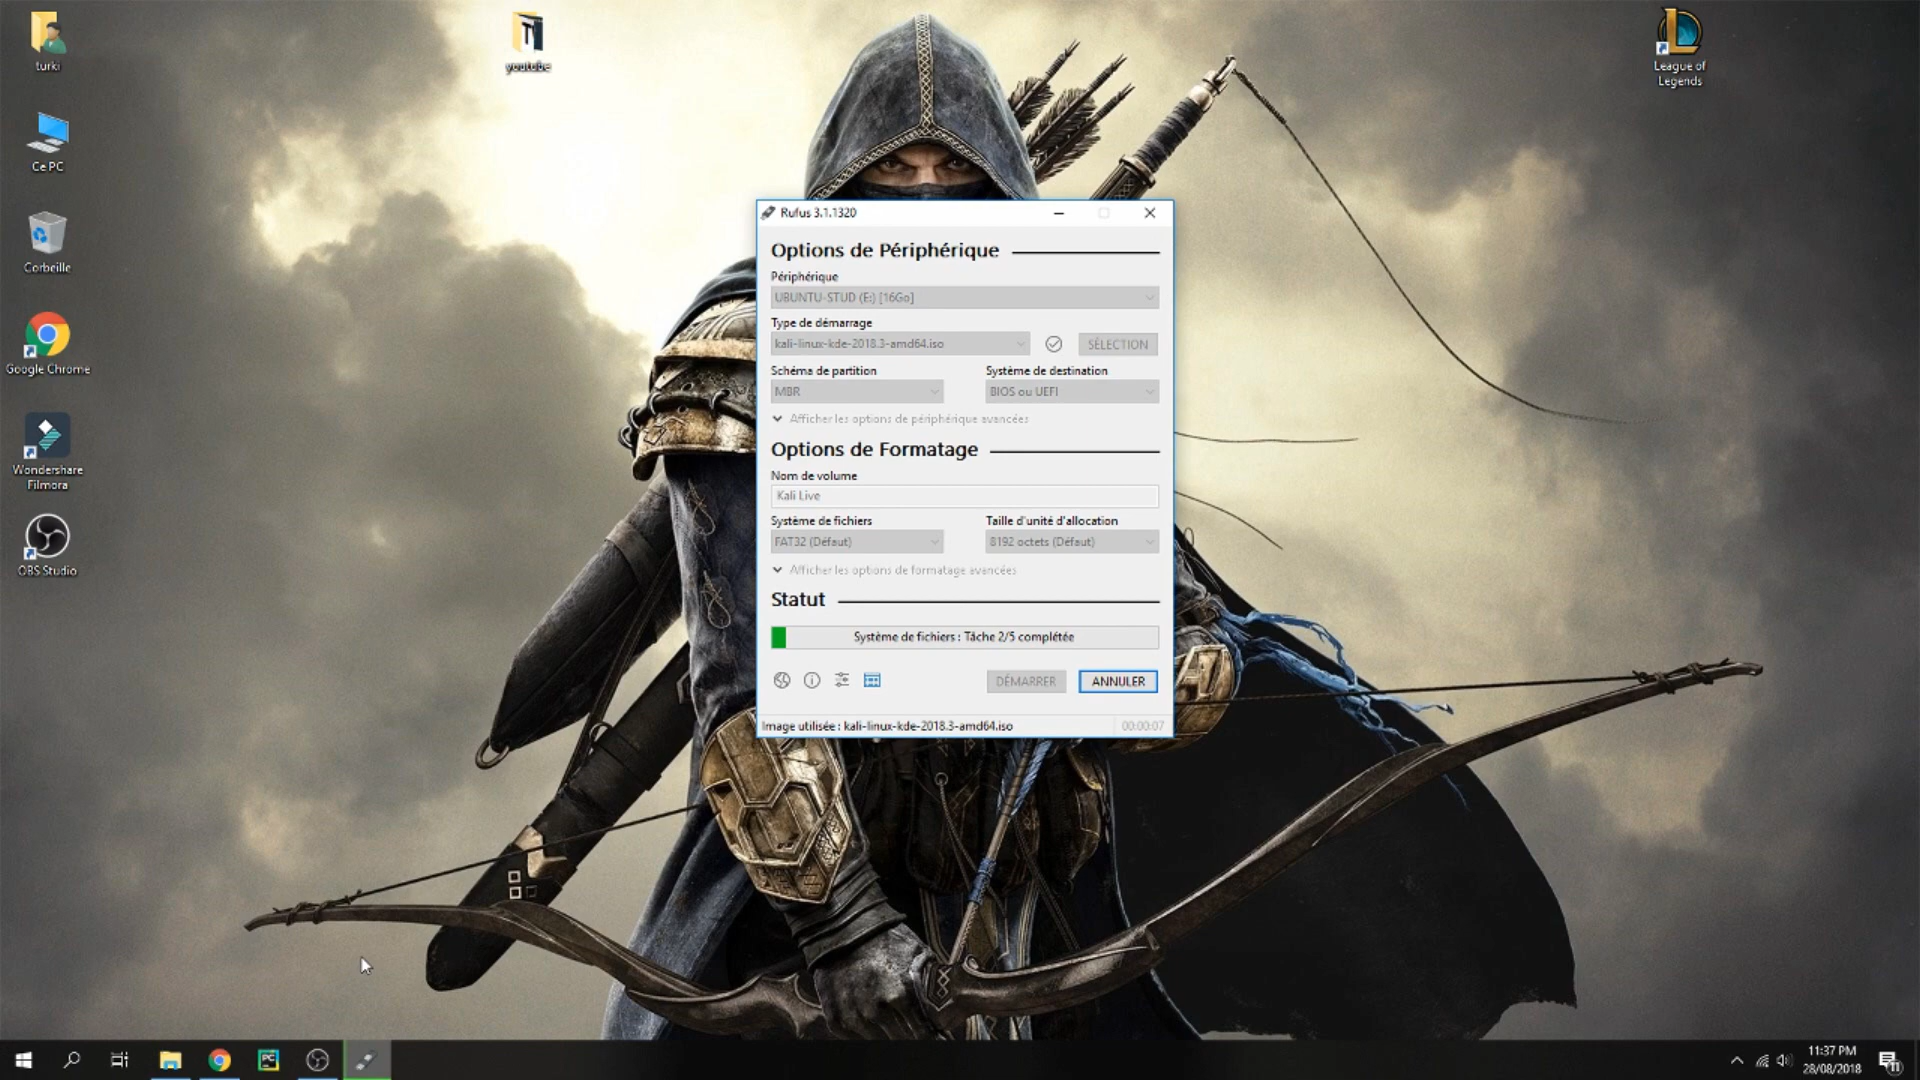 turki
youtube
League of
Legends
Ce PC
Corbeille
Google Chrome
Wondershare
Filmora
OBS Studio
Rufus 3.1.1320
Options de Périphérique
Périphérique
UBUNTU-STUD (E:) [16Go]
Type de démarrage
kali-linux-kde-2018.3-amd64.iso
SÉLECTION
Schéma de partition
Système de destination
MBR
BIOS ou UEFI
Afficher les options de périphérique avancées
Options de Formatage
Nom de volume
Kali Live
Système de fichiers
Taille d'unité d'allocation
FAT32 (Défaut)
8192 octets (Défaut)
Afficher les options de formatage avancées
Statut
Système de fichiers : Tâche 2/5 complétée
DÉMARRER
ANNULER
Image utilisée : kali-linux-kde-2018.3-amd64.iso
00:00:07
PC
11:37 PM
28/08/2018
11